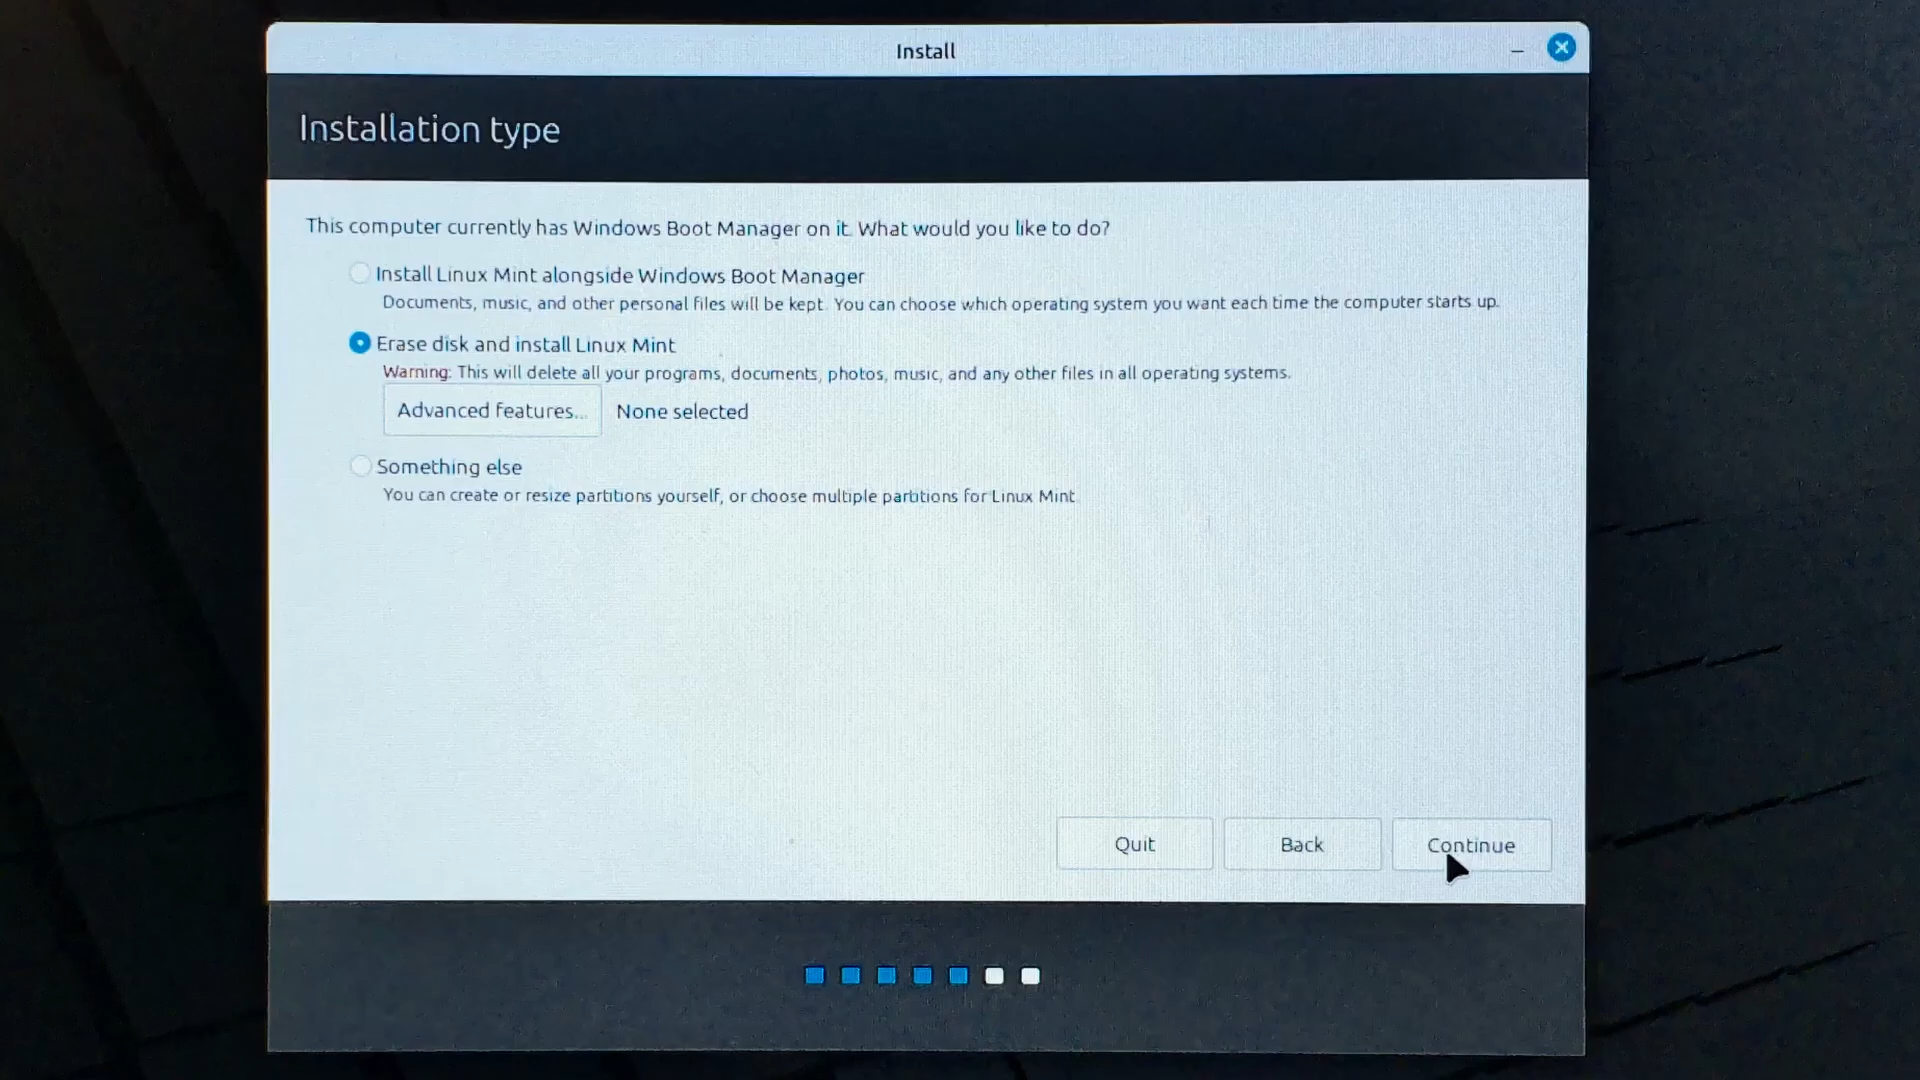 Install
Installation type
This computer currently has Windows Boot Manager on it. What would you like to do?
Install Linux Mint alongside Windows Boot Manager
Documents, music, and other personal files will be kept. You can choose which operating system you want each time the computer starts up.
Erase disk and install Linux Mint
Warning: This will delete all your programs, documents, photos, music, and any other files in all operating systems.
Advanced features... None selected
Something else
You can create or resize partitions yourself, or choose multiple partitions for Linux Mint.
Quit Back Continue